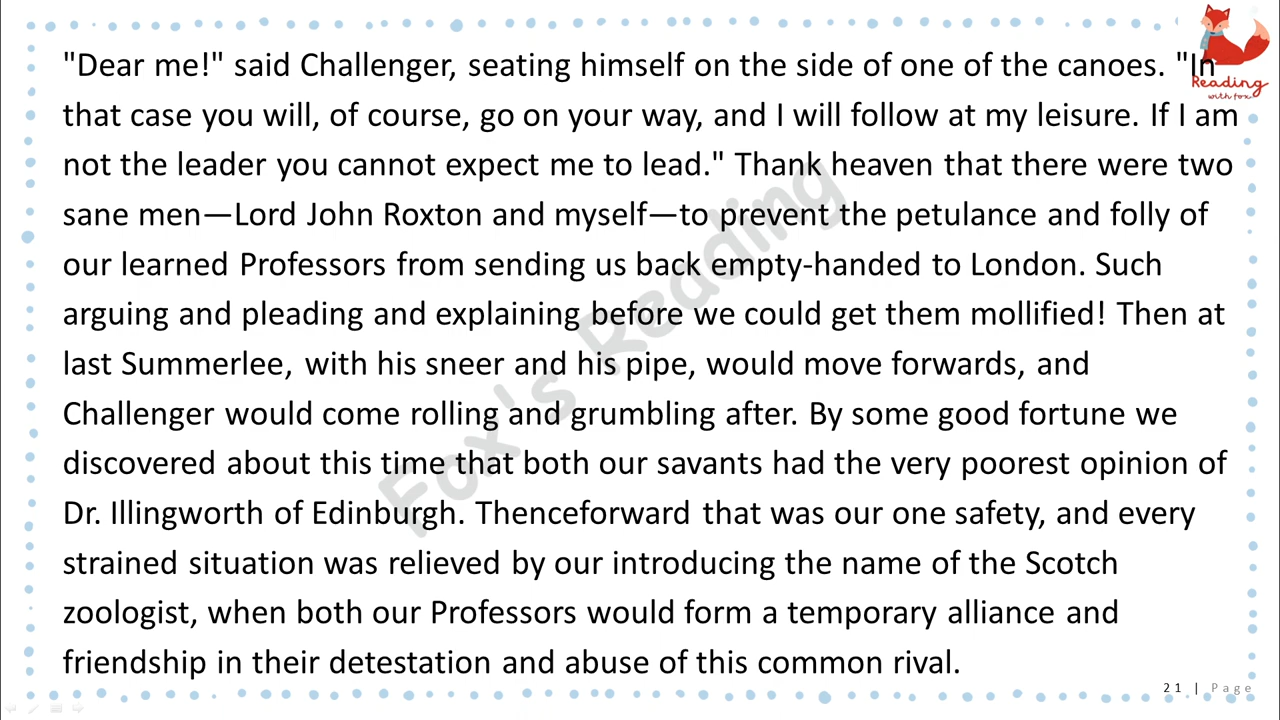 "Dear me!" said Challenger, seating himself on the side of one of the canoes. "In
that case you will, of course, go on your way, and I will follow at my leisure. If I am
not the leader you cannot expect me to lead." Thank heaven that there were two
sane men—Lord John Roxton and myself—to prevent the petulance and folly of
our learned Professors from sending us back empty-handed to London. Such
arguing and pleading and explaining before we could get them mollified! Then at
last Summerlee, with his sneer and his pipe, would move forwards, and
Challenger would come rolling and grumbling after. By some good fortune we
discovered about this time that both our savants had the very poorest opinion of
Dr. Illingworth of Edinburgh. Thenceforward that was our one safety, and every
strained situation was relieved by our introducing the name of the Scotch
zoologist, when both our Professors would form a temporary alliance and
friendship in their detestation and abuse of this common rival.
Reading
with fox
Fox's Reading
21 | Page